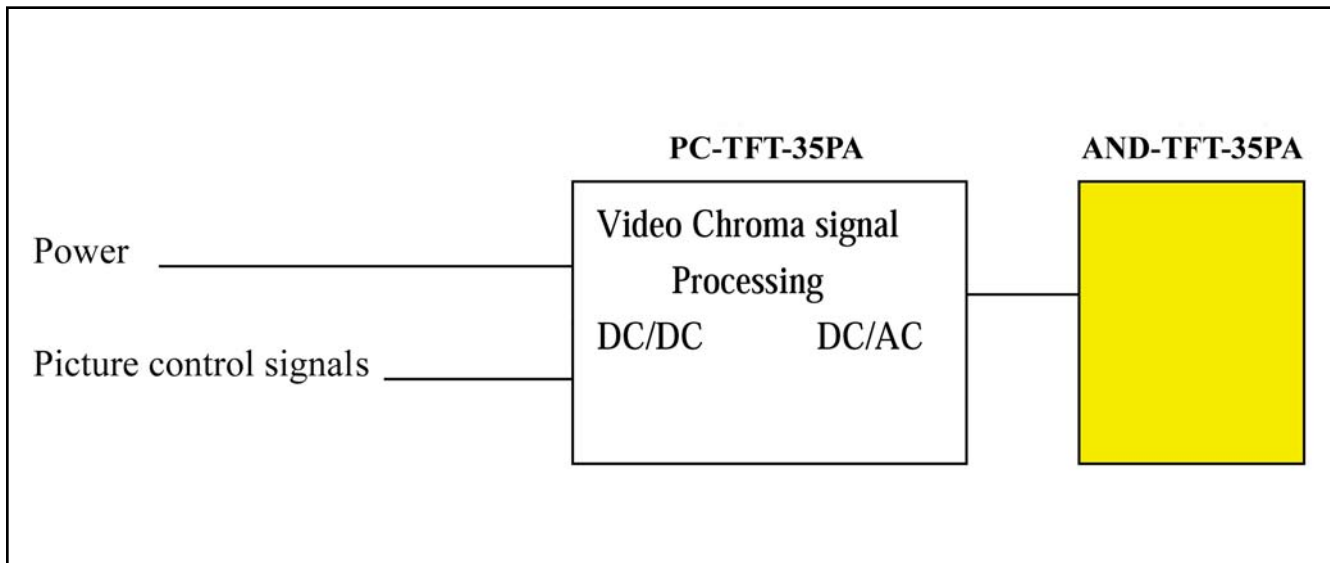 PC-TFT-35PA
AND-TFT-35PA
Video Chroma signal
Processing
DC/DC DC/AC
Power
Picture control signals